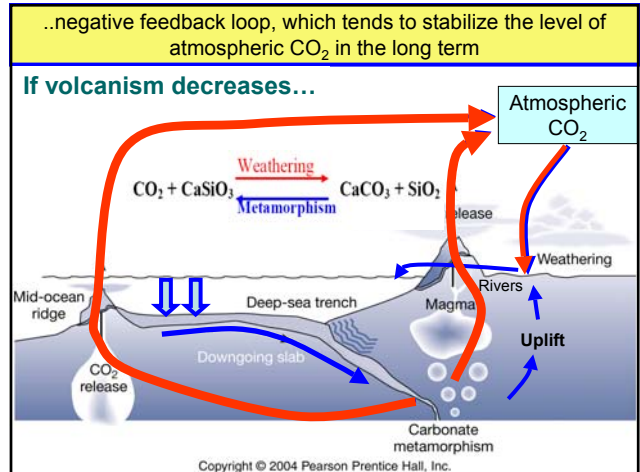 ..negative feedback loop, which tends to stabilize the level of
atmospheric CO₂ in the long term
If volcanism decreases…
Atmospheric
CO₂
Weathering
CO₂ + CaSiO₃ CaCO₃ + SiO₂
Metamorphism
release
Weathering
Mid-ocean
ridge
Deep-sea trench
Rivers
Magma
Downgoing slab
Uplift
CO₂
release
Carbonate
metamorphism
Copyright © 2004 Pearson Prentice Hall, Inc.